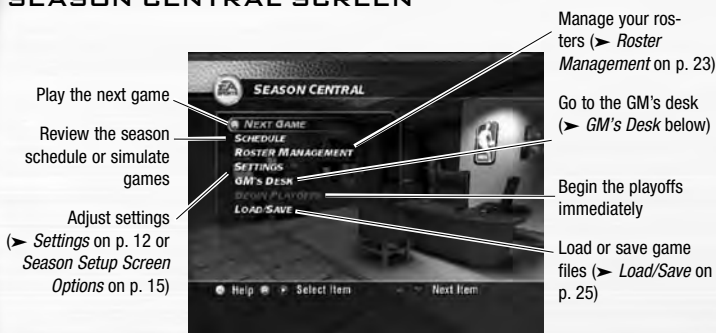 SEASON CENTRAL SCREEN
Play the next game
Review the season
schedule or simulate
games
Adjust settings
(➤ Settings on p. 12 or
Season Setup Screen
Options on p. 15)
EA
SEASON CENTRAL
NEXT GAME
SCHEDULE
ROSTER MANAGEMENT
SETTINGS
GM'S DESK
BEGIN PLAYOFFS
LOAD/SAVE
Help
Select Item
Next Item
Manage your ros-
ters (➤ Roster
Management on p. 23)
Go to the GM's desk
(➤ GM's Desk below)
Begin the playoffs
immediately
Load or save game
files (➤ Load/Save on
p. 25)